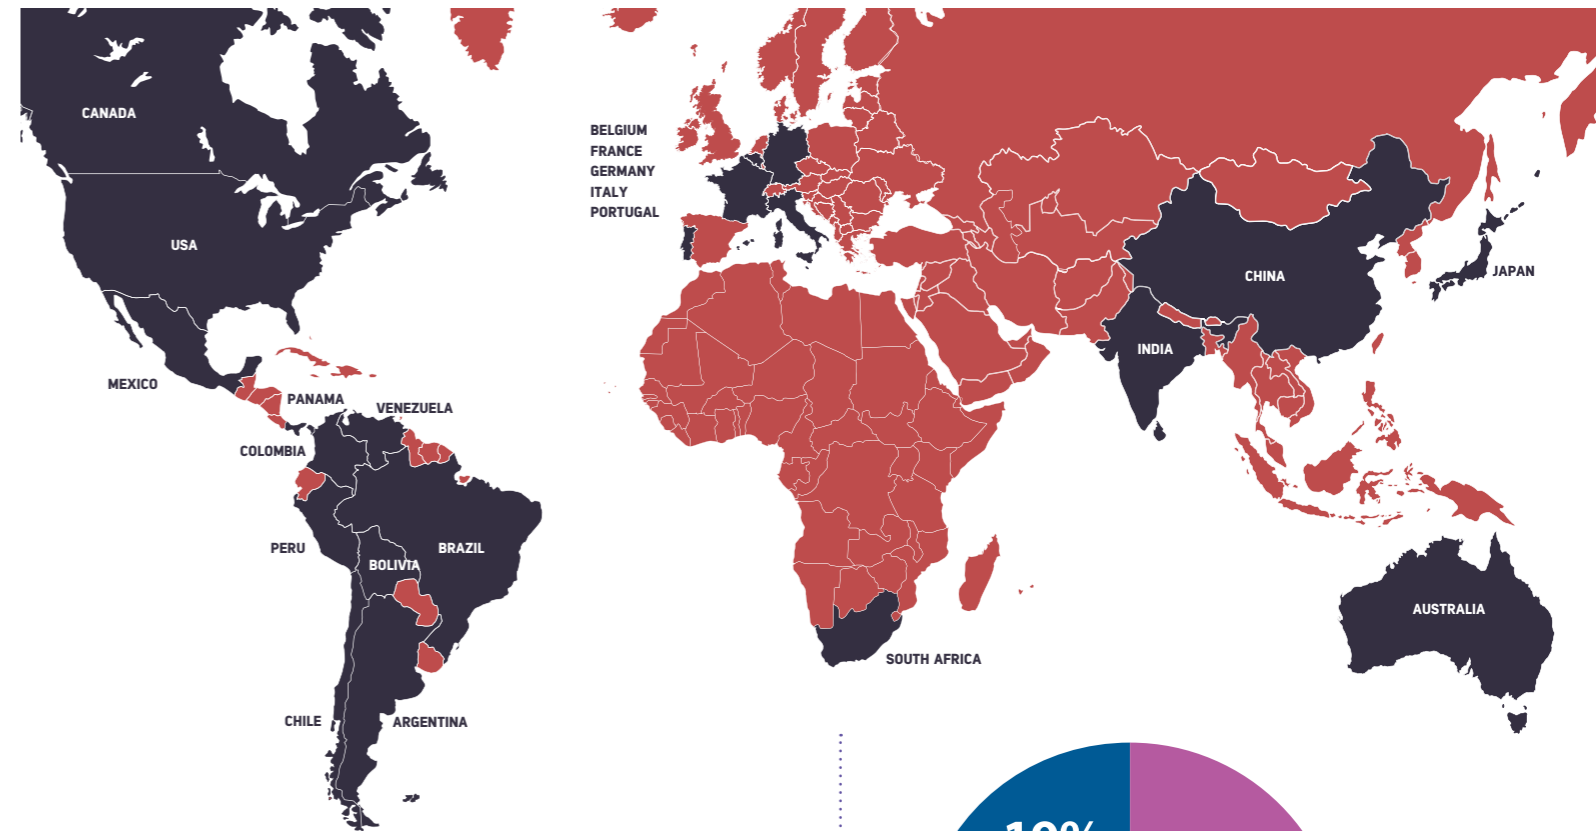 CANADA
USA
MEXICO
PANAMA
VENEZUELA
COLOMBIA
PERU
BOLIVIA
BRAZIL
CHILE
ARGENTINA
BELGIUM
FRANCE
GERMANY
ITALY
PORTUGAL
SOUTH AFRICA
CHINA
JAPAN
INDIA
AUSTRALIA